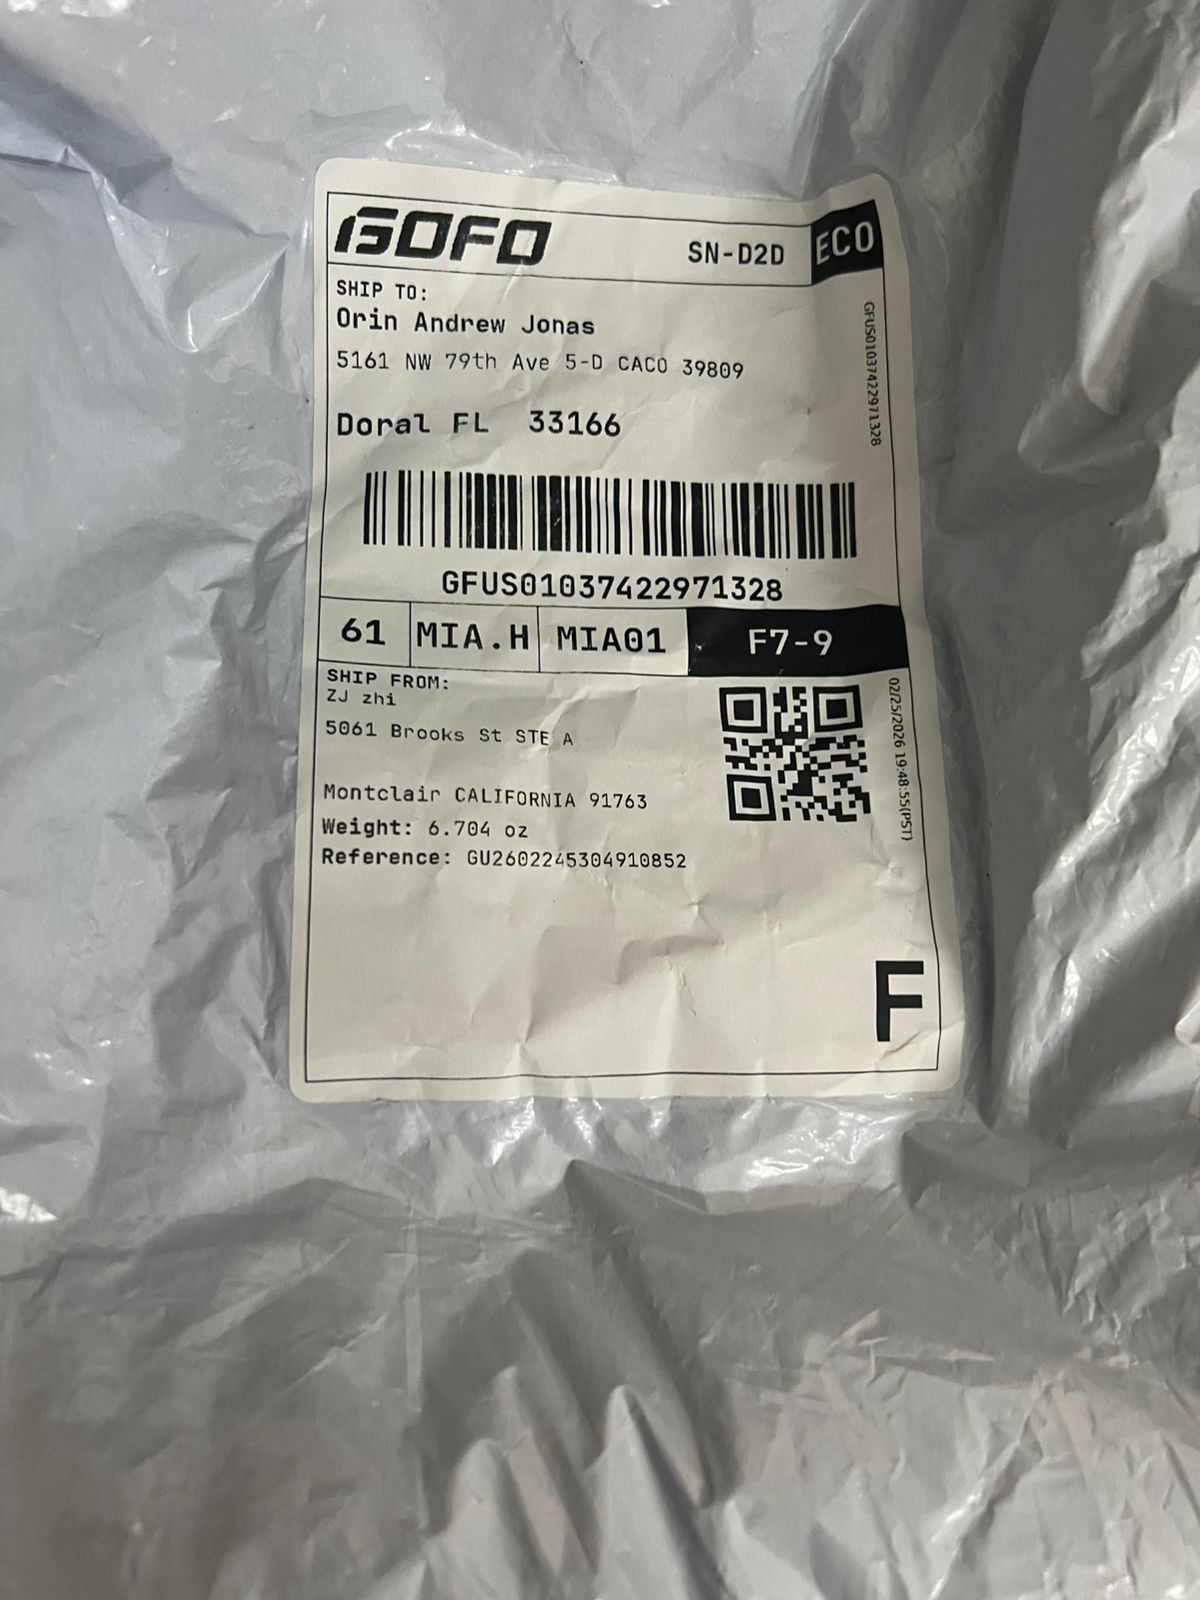 GOFO SN-D2D ECO
SHIP TO:
Orin Andrew Jonas
5161 NW 79th Ave 5-D CACO 39809
Doral FL 33166
GFUS01037422971328
GFUS01037422971328
61 MIA.H MIA01 F7-9
SHIP FROM:
ZJ zhi
5061 Brooks St STE A
Montclair CALIFORNIA 91763
Weight: 6.704 oz
Reference: GU2602245304910852
02/25/2026 19:48:55(PST)
F